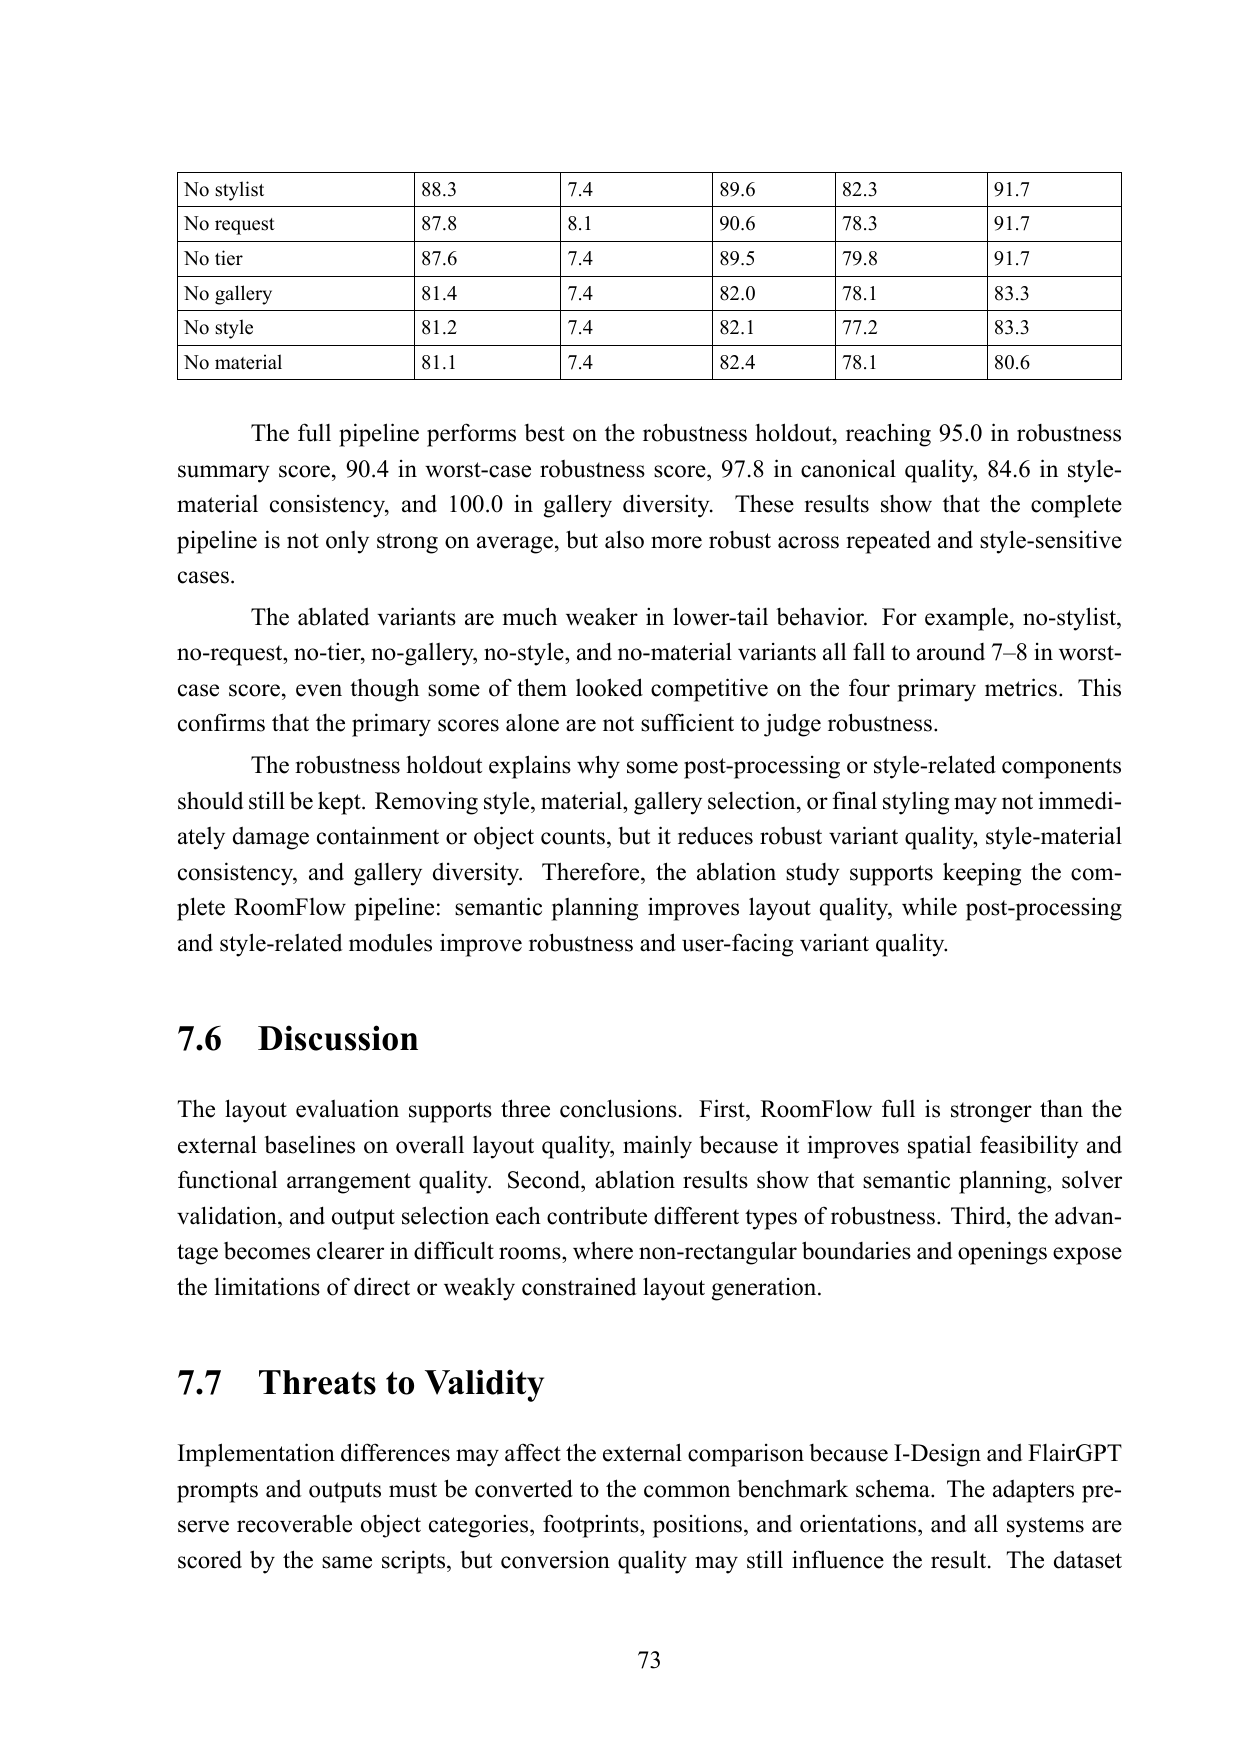 No stylist 88.3 7.4 89.6 82.3 91.7
No request 87.8 8.1 90.6 78.3 91.7
No tier 87.6 7.4 89.5 79.8 91.7
No gallery 81.4 7.4 82.0 78.1 83.3
No style 81.2 7.4 82.1 77.2 83.3
No material 81.1 7.4 82.4 78.1 80.6
The full pipeline performs best on the robustness holdout, reaching 95.0 in robustness
summary score, 90.4 in worst-case robustness score, 97.8 in canonical quality, 84.6 in style-
material consistency, and 100.0 in gallery diversity. These results show that the complete
pipeline is not only strong on average, but also more robust across repeated and style-sensitive
cases.
The ablated variants are much weaker in lower-tail behavior. For example, no-stylist,
no-request, no-tier, no-gallery, no-style, and no-material variants all fall to around 7–8 in worst-
case score, even though some of them looked competitive on the four primary metrics. This
confirms that the primary scores alone are not sufficient to judge robustness.
The robustness holdout explains why some post-processing or style-related components
should still be kept. Removing style, material, gallery selection, or final styling may not immedi-
ately damage containment or object counts, but it reduces robust variant quality, style-material
consistency, and gallery diversity. Therefore, the ablation study supports keeping the com-
plete RoomFlow pipeline: semantic planning improves layout quality, while post-processing
and style-related modules improve robustness and user-facing variant quality.
7.6 Discussion
The layout evaluation supports three conclusions. First, RoomFlow full is stronger than the
external baselines on overall layout quality, mainly because it improves spatial feasibility and
functional arrangement quality. Second, ablation results show that semantic planning, solver
validation, and output selection each contribute different types of robustness. Third, the advan-
tage becomes clearer in difficult rooms, where non-rectangular boundaries and openings expose
the limitations of direct or weakly constrained layout generation.
7.7 Threats to Validity
Implementation differences may affect the external comparison because I-Design and FlairGPT
prompts and outputs must be converted to the common benchmark schema. The adapters pre-
serve recoverable object categories, footprints, positions, and orientations, and all systems are
scored by the same scripts, but conversion quality may still influence the result. The dataset
73